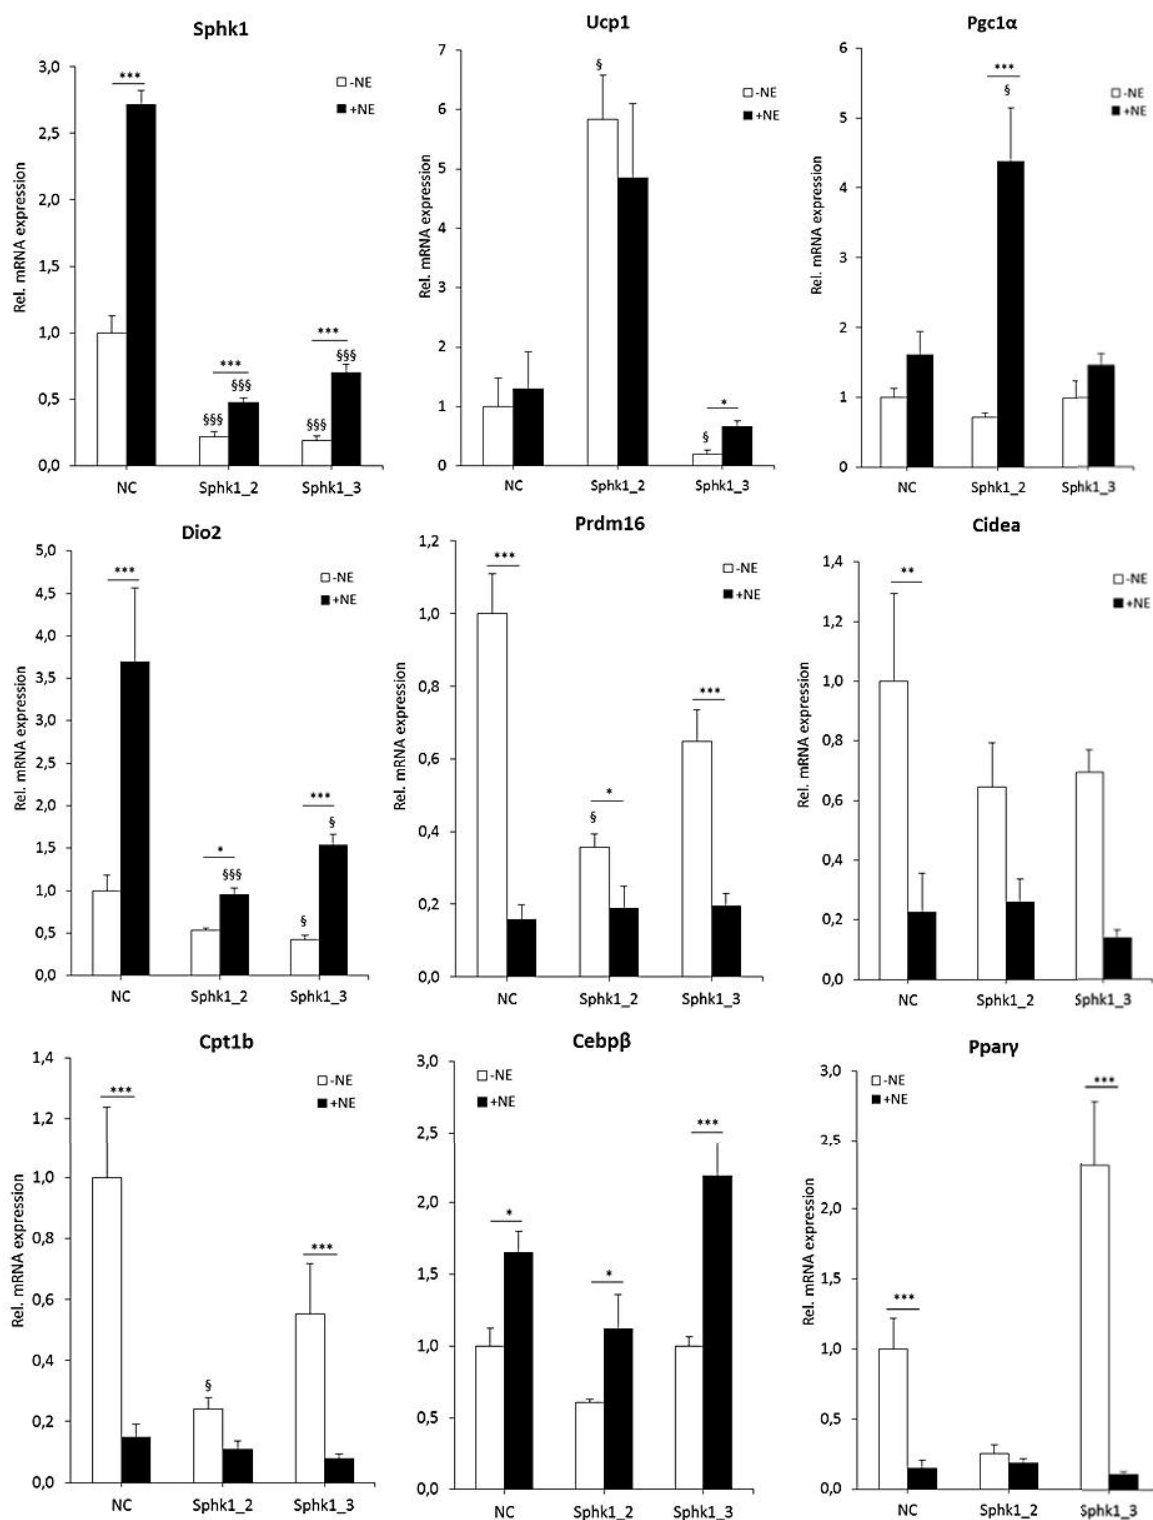 Sphk1
Rel. mRNA expression
3,0
2,5
2,0
1,5
1,0
0,5
0,0
***
***
***
§§§
§§§
§§§
§§§
-NE
+NE
NC
Sphk1_2
Sphk1_3
Ucp1
Rel. mRNA expression
7
6
5
4
3
2
1
0
§
§
*
-NE
+NE
NC
Sphk1_2
Sphk1_3
Pgc1α
Rel. mRNA expression
6
5
4
3
2
1
0
***
§
-NE
+NE
NC
Sphk1_2
Sphk1_3
Dio2
Rel. mRNA expression
5,0
4,5
4,0
3,5
3,0
2,5
2,0
1,5
1,0
0,5
0,0
***
*
§§§
***
§
§
-NE
+NE
NC
Sphk1_2
Sphk1_3
Prdm16
Rel. mRNA expression
1,2
1,0
0,8
0,6
0,4
0,2
0,0
***
*
§
***
-NE
+NE
NC
Sphk1_2
Sphk1_3
Cidea
Rel. mRNA expression
1,4
1,2
1,0
0,8
0,6
0,4
0,2
0,0
**
-NE
+NE
NC
Sphk1_2
Sphk1_3
Cpt1b
Rel. mRNA expression
1,4
1,2
1,0
0,8
0,6
0,4
0,2
0,0
***
§
***
-NE
+NE
NC
Sphk1_2
Sphk1_3
Cebpβ
Rel. mRNA expression
3,0
2,5
2,0
1,5
1,0
0,5
0,0
-NE
+NE
*
*
***
NC
Sphk1_2
Sphk1_3
Pparγ
Rel. mRNA expression
3,0
2,5
2,0
1,5
1,0
0,5
0,0
-NE
+NE
***
***
NC
Sphk1_2
Sphk1_3